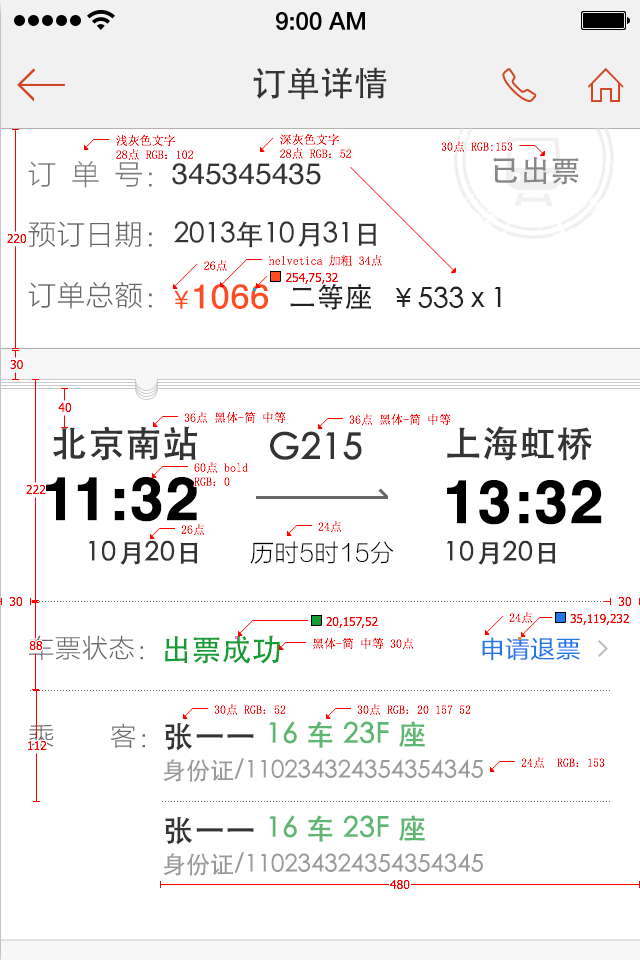 9:00 AM
订单详情
浅灰色文字
28点 RGB: 102
深灰色文字
28点 RGB: 52
30点 RGB:153
订 单 号: 345345435
已出票
220
预订日期: 2013年10月31日
26点
helvetica 加粗 34点
254,75,32
订单总额: ¥1066 二等座 ¥533 x 1
30
40
36点 黑体-简 中等
36点 黑体-简 中等
北京南站 G215 上海虹桥
60点 bold
RGB: 0
222
11:32 13:32
26点
24点
10月20日 历时5时15分 10月20日
30
30
20,157,52
24点
35,119,232
88
车票状态: 出票成功
黑体-简 中等 30点
申请退票
30点 RGB: 52
30点 RGB: 20 157 52
乘 客: 张一一 16 车 23F 座
112
身份证/110234324354354345
24点 RGB: 153
张一一 16 车 23F 座
身份证/110234324354354345
480